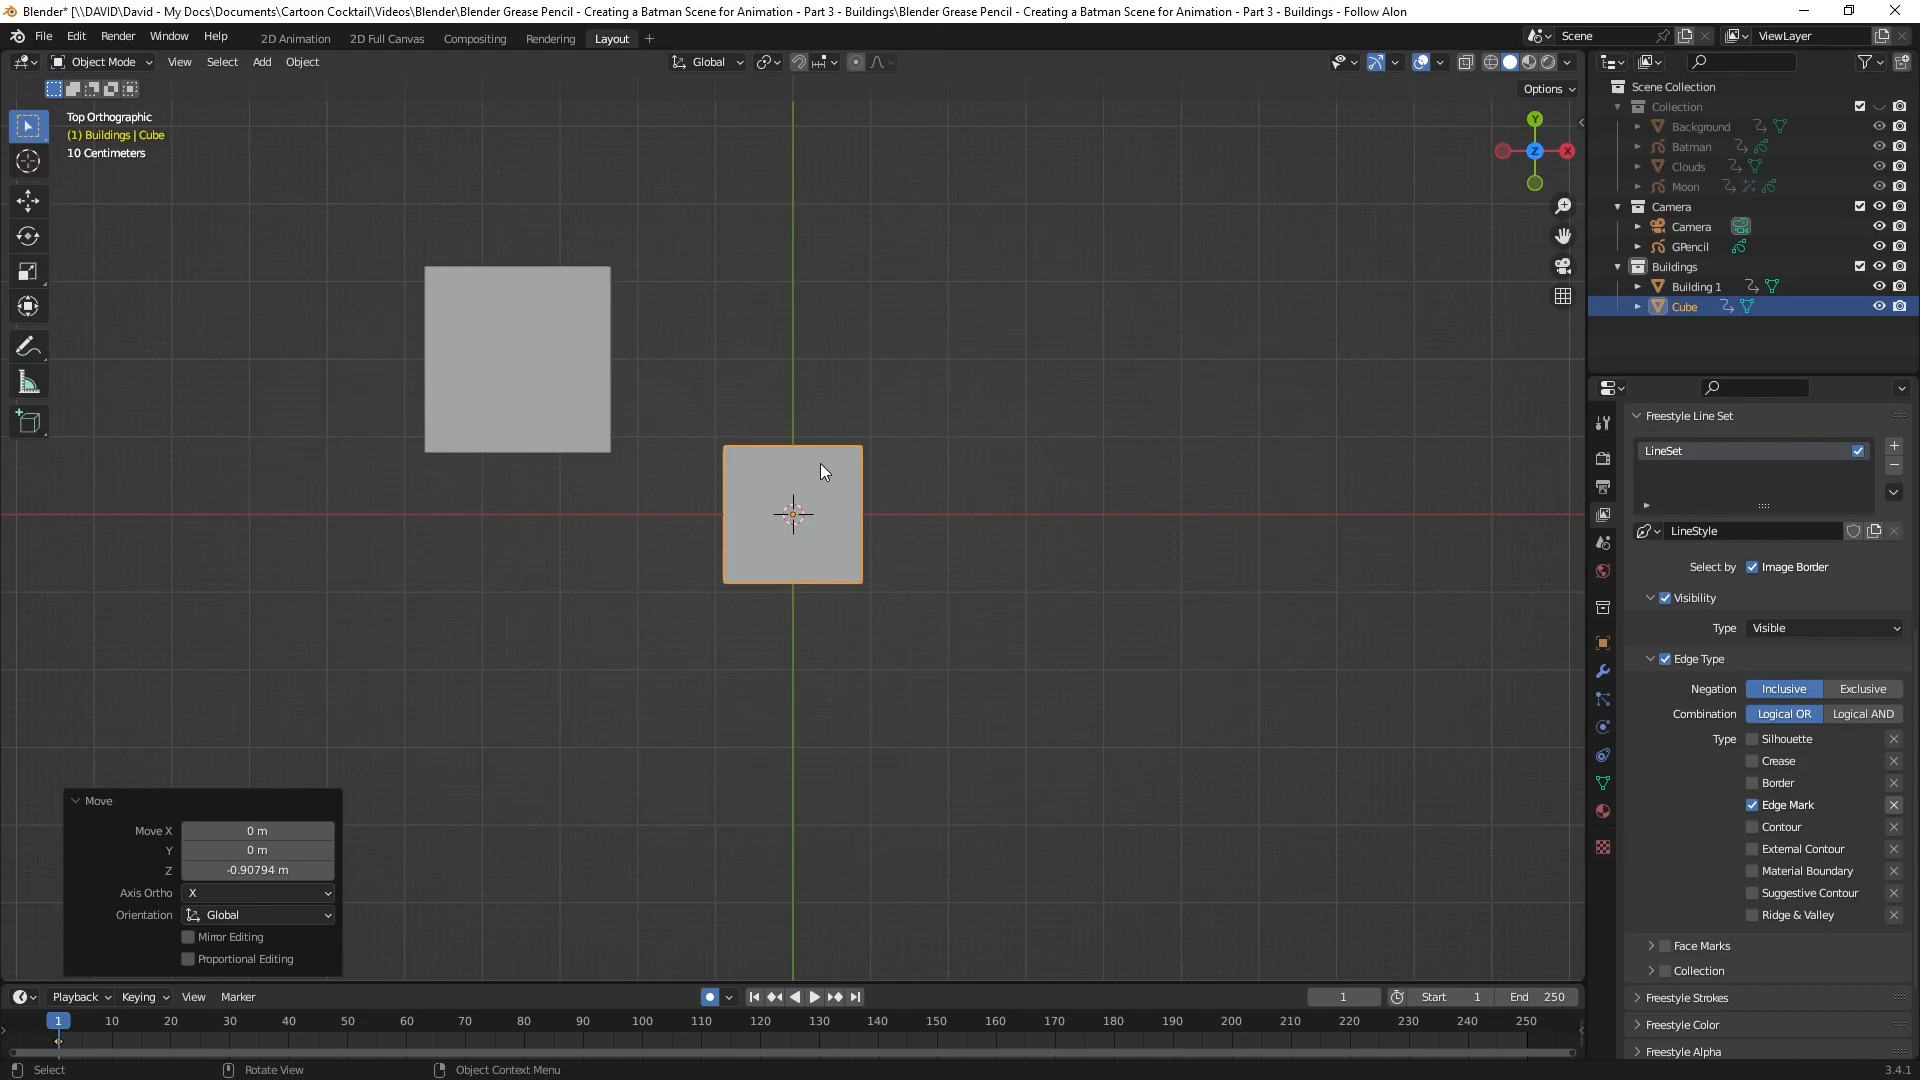 Blender* [\\DAVID\David - My Docs\Documents\Cartoon Cocktail\Videos\Blender\Blender Grease Pencil - Creating a Batman Scene for Animation - Part 3 - Buildings\Blender Grease Pencil - Creating a Batman Scene for Animation - Part 3 - Buildings - Follow Alon
File Edit Render Window Help 2D Animation 2D Full Canvas Compositing Rendering Layout Scene ViewLayer
Object Mode View Select Add Object Global
Options
Top Orthographic
(1) Buildings | Cube
10 Centimeters
Y
X
Z
Scene Collection
Collection
Background
Batman
Clouds
Moon
Camera
Camera
GPencil
Buildings
Building 1
Cube
Freestyle Line Set
LineSet
LineStyle
Select by Image Border
Visibility
Type Visible
Edge Type
Negation Inclusive Exclusive
Combination Logical OR Logical AND
Type Silhouette
Crease
Border
Edge Mark
Contour
External Contour
Material Boundary
Suggestive Contour
Ridge & Valley
Face Marks
Collection
Freestyle Strokes
Freestyle Color
Freestyle Alpha
Move
Move X 0 m
Y 0 m
Z -0.90794 m
Axis Ortho X
Orientation Global
Mirror Editing
Proportional Editing
Playback Keying View Marker 1 Start 1 End 250
1 10 20 30 40 50 60 70 80 90 100 110 120 130 140 150 160 170 180 190 200 210 220 230 240 250
Select Rotate View Object Context Menu 3.4.1